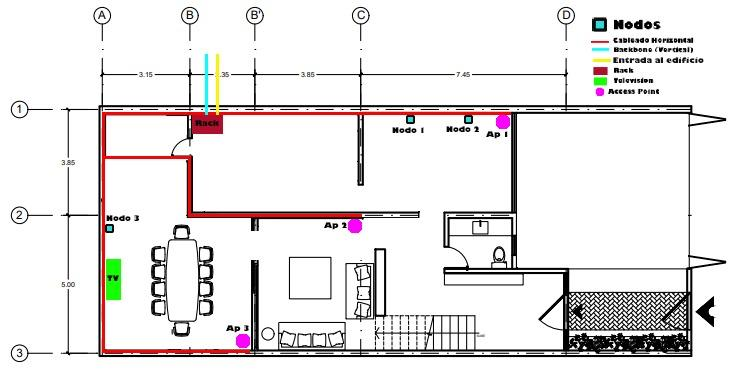 A
B
B'
C
D
Nodos
Cableado Horizontal
Backbone (Vertical)
Entrada al edificio
Rack
Television
Access Point
3.15
.35
3.85
7.45
1
Rack
Nodo 1
Nodo 2
Ap 1
3.85
2
Nodo 3
Ap 2
5.00
TV
Ap 3
3